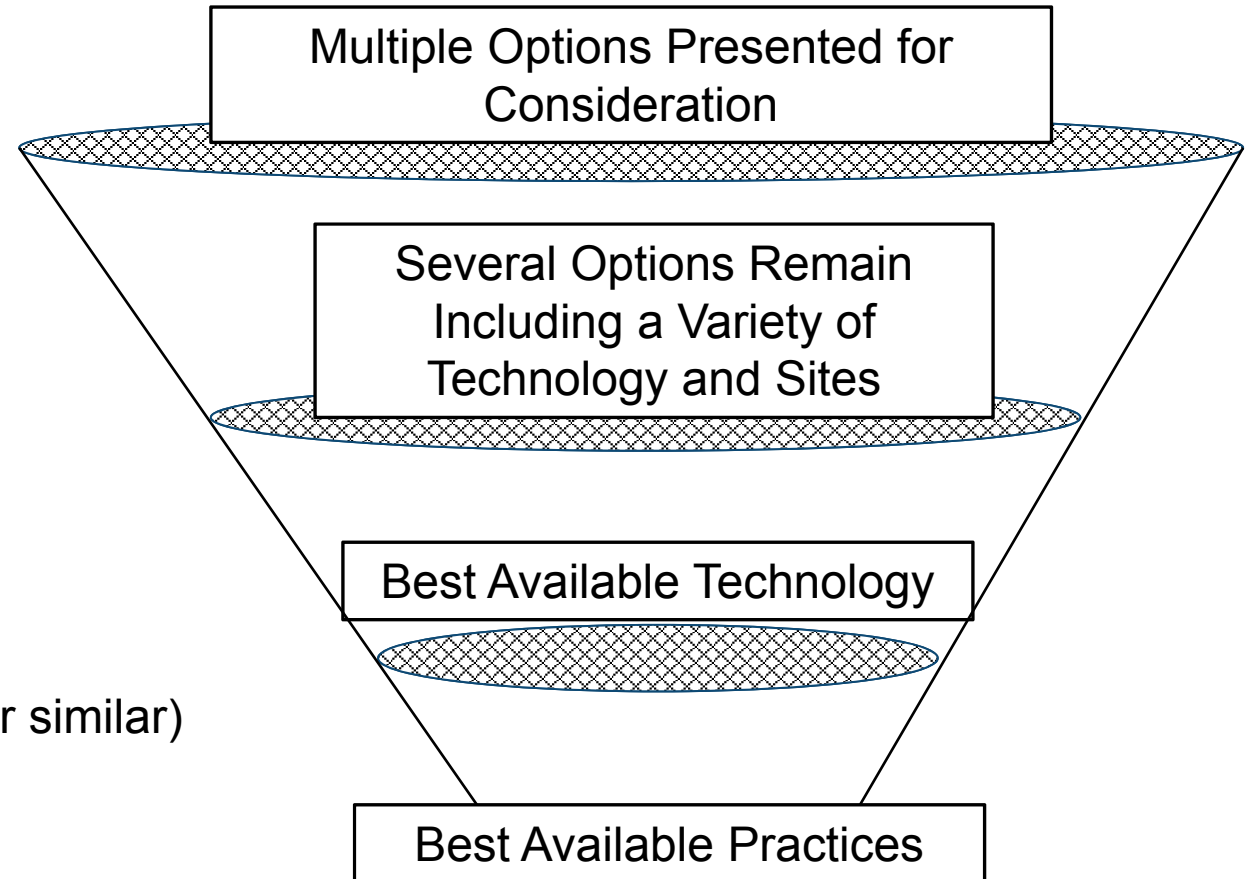 Multiple Options Presented for
Consideration
Several Options Remain
Including a Variety of
Technology and Sites
Best Available Technology
r similar)
Best Available Practices